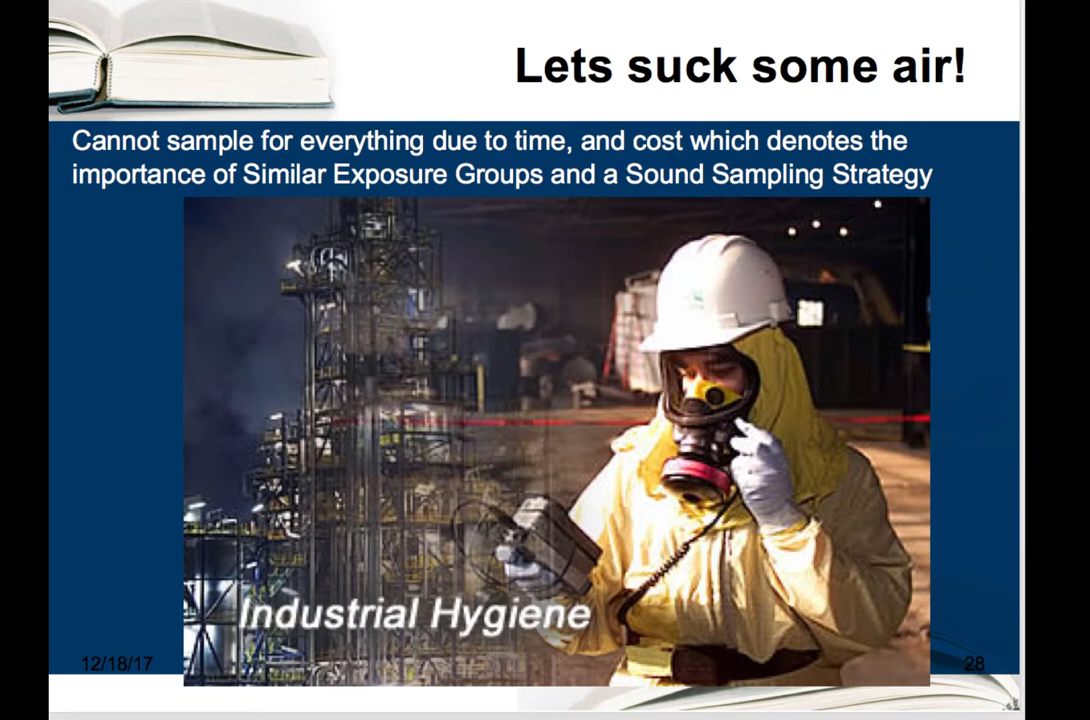 Lets suck some air!
Cannot sample for everything due to time, and cost which denotes the
importance of Similar Exposure Groups and a Sound Sampling Strategy
Industrial Hygiene
12/18/17
28